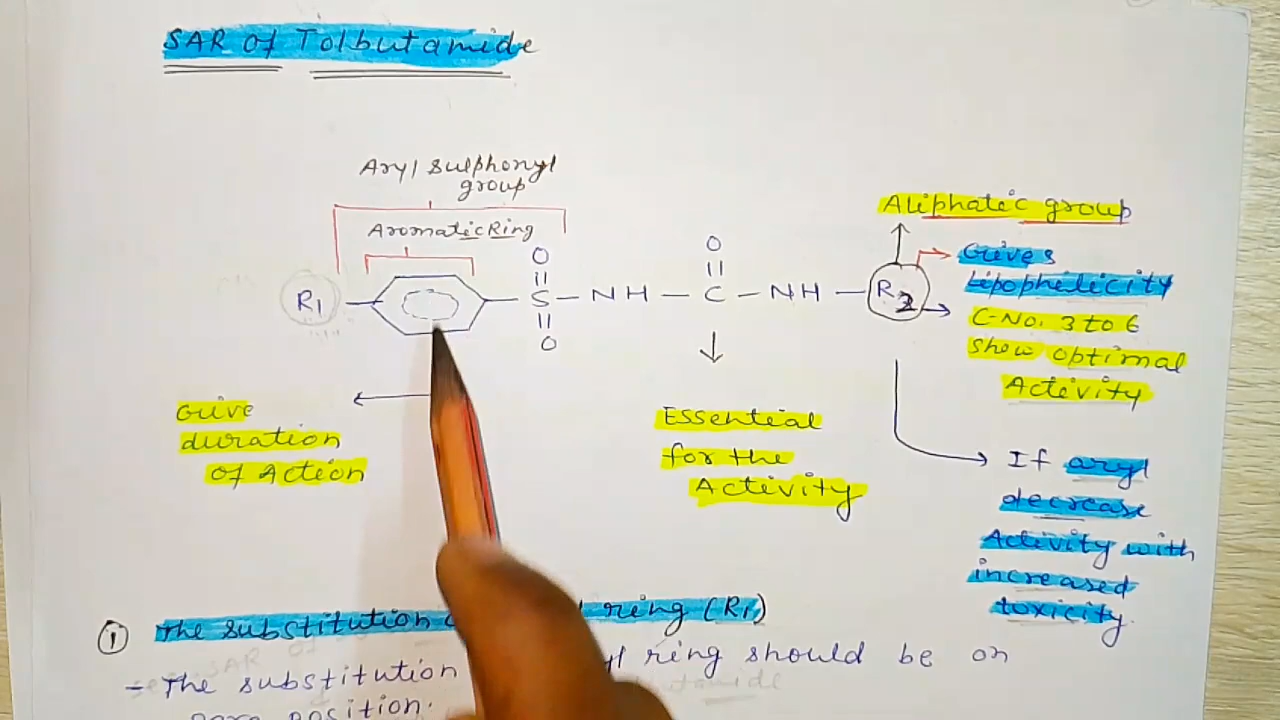 SAR of Tolbutamide
Aryl sulphonyl
group
Aromatic Ring
O
O
R1 S NH C NH R2
O
Aliphatic group
Gives
lipophilicity
C-No. 3 to 6
show optimal
Activity
Give
duration
of Action
Essential
for the
Activity
If aryl
decrease
Activity with
increased
toxicity.
① The substitution ring (R1)
- The substitution ring should be on
para position.